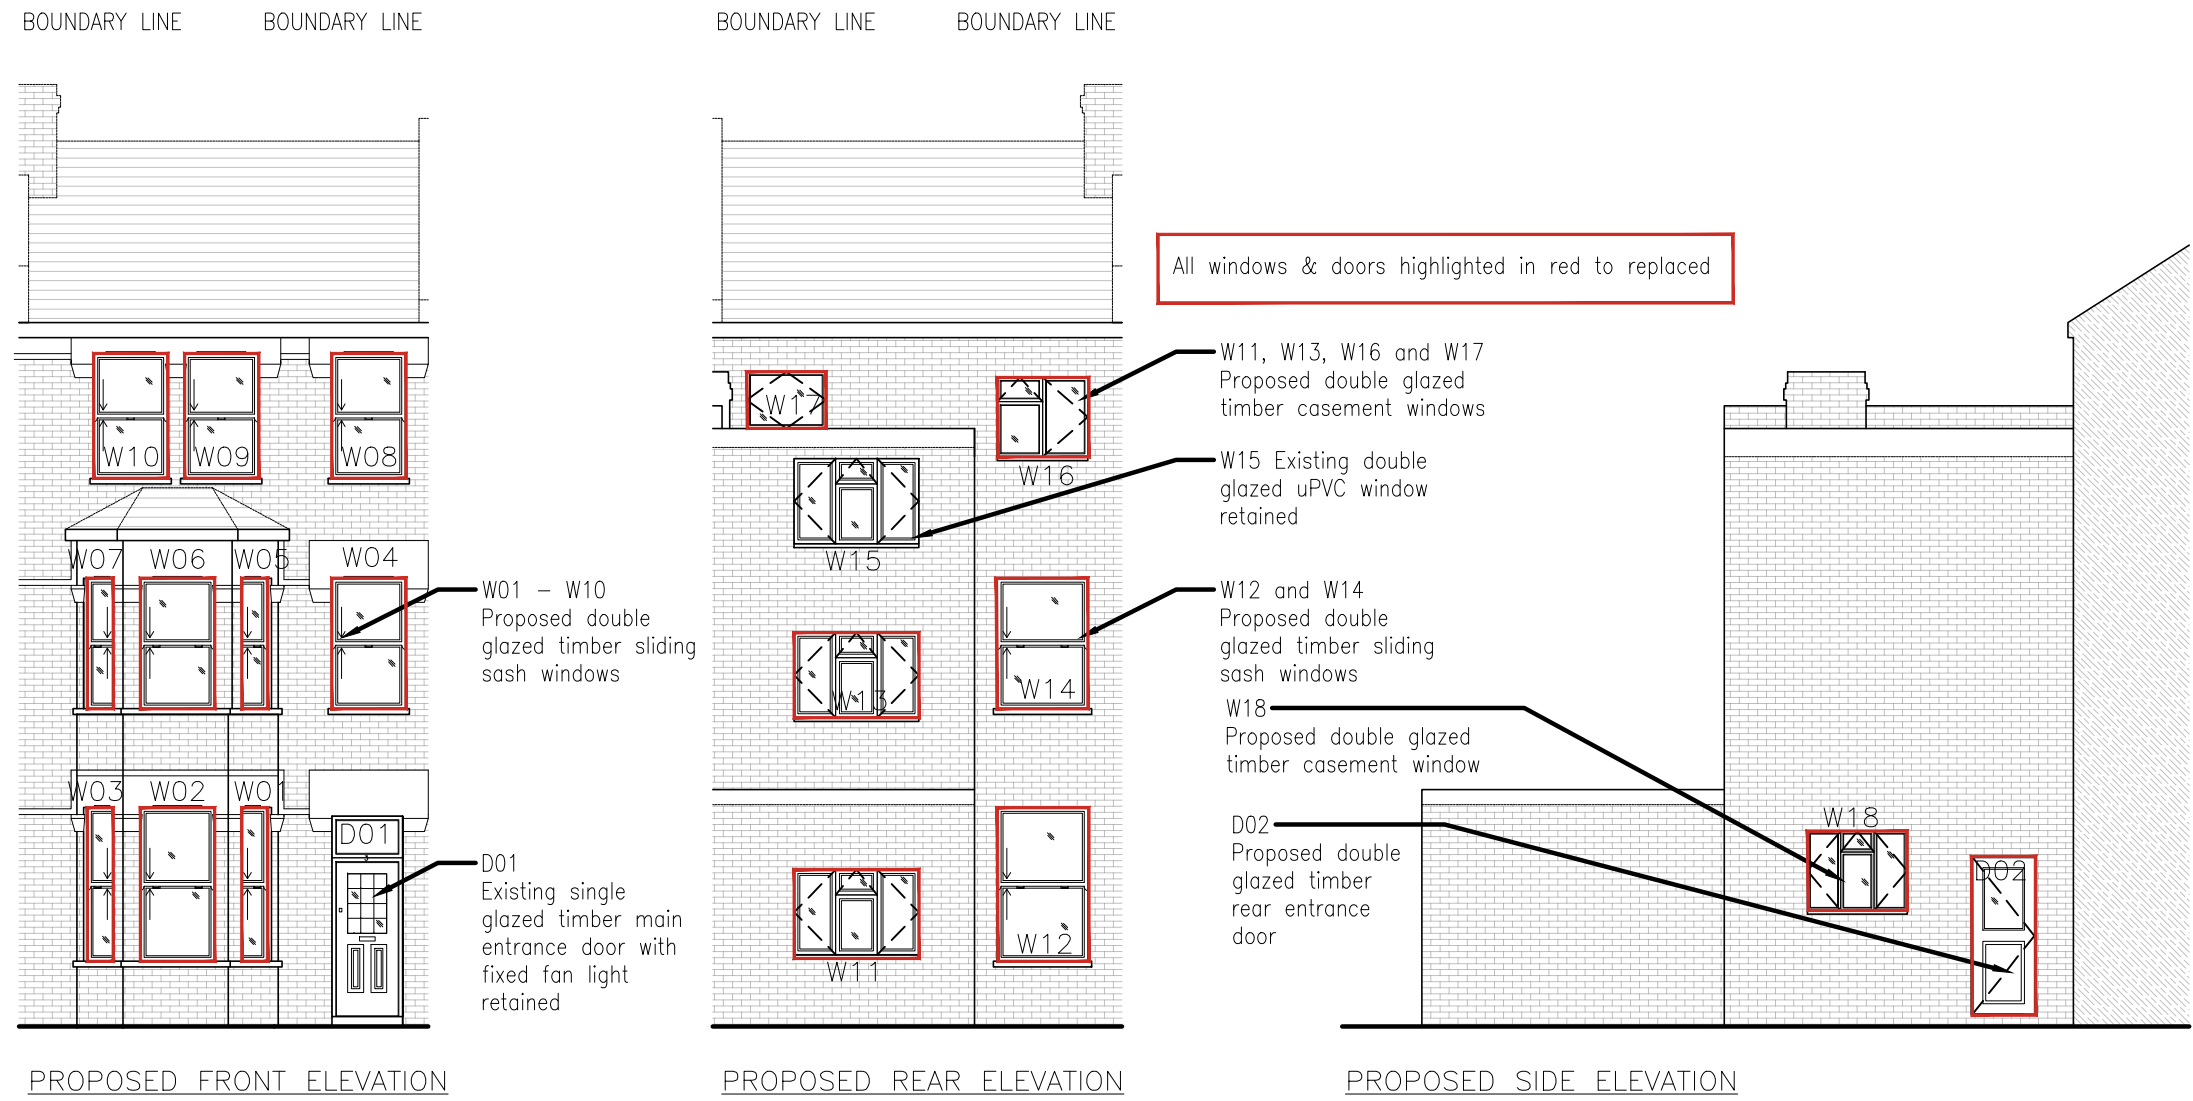 BOUNDARY LINE
BOUNDARY LINE
BOUNDARY LINE
BOUNDARY LINE
All windows & doors highlighted in red to replaced
W10
W09
W08
W07
W06
W05
W04
W01 – W10
Proposed double
glazed timber sliding
sash windows
W03
W02
W01
D01
D01
Existing single
glazed timber main
entrance door with
fixed fan light
retained
PROPOSED FRONT ELEVATION
W17
W16
W11, W13, W16 and W17
Proposed double glazed
timber casement windows
W15
W15 Existing double
glazed uPVC window
retained
W13
W14
W12 and W14
Proposed double
glazed timber sliding
sash windows
W11
W12
PROPOSED REAR ELEVATION
W18
Proposed double glazed
timber casement window
W18
D02
Proposed double
glazed timber
rear entrance
door
D02
PROPOSED SIDE ELEVATION